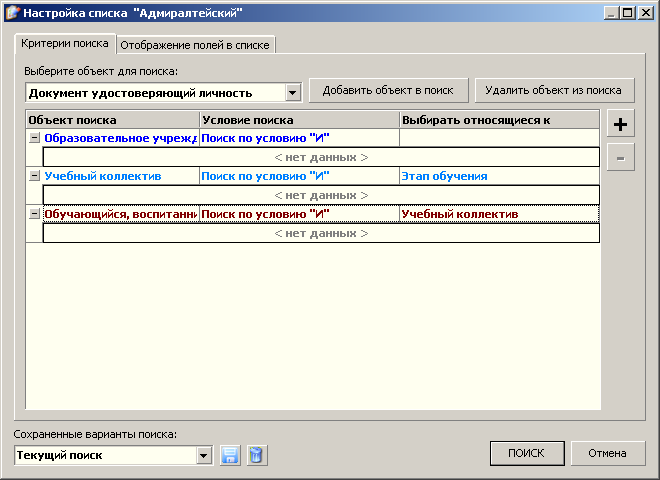 Настройка списка "Адмиралтейский"
Критерии поиска Отображение полей в списке
Выберите объект для поиска:
Документ удостоверяющий личность Добавить объект в поиск Удалить объект из поиска
Объект поиска Условие поиска Выбирать относящиеся к
Образовательное учрежд Поиск по условию "И"
< нет данных >
Учебный коллектив Поиск по условию "И" Этап обучения
< нет данных >
Обучающийся, воспитанни Поиск по условию "И" Учебный коллектив
< нет данных >
Сохраненные варианты поиска:
Текущий поиск ПОИСК Отмена